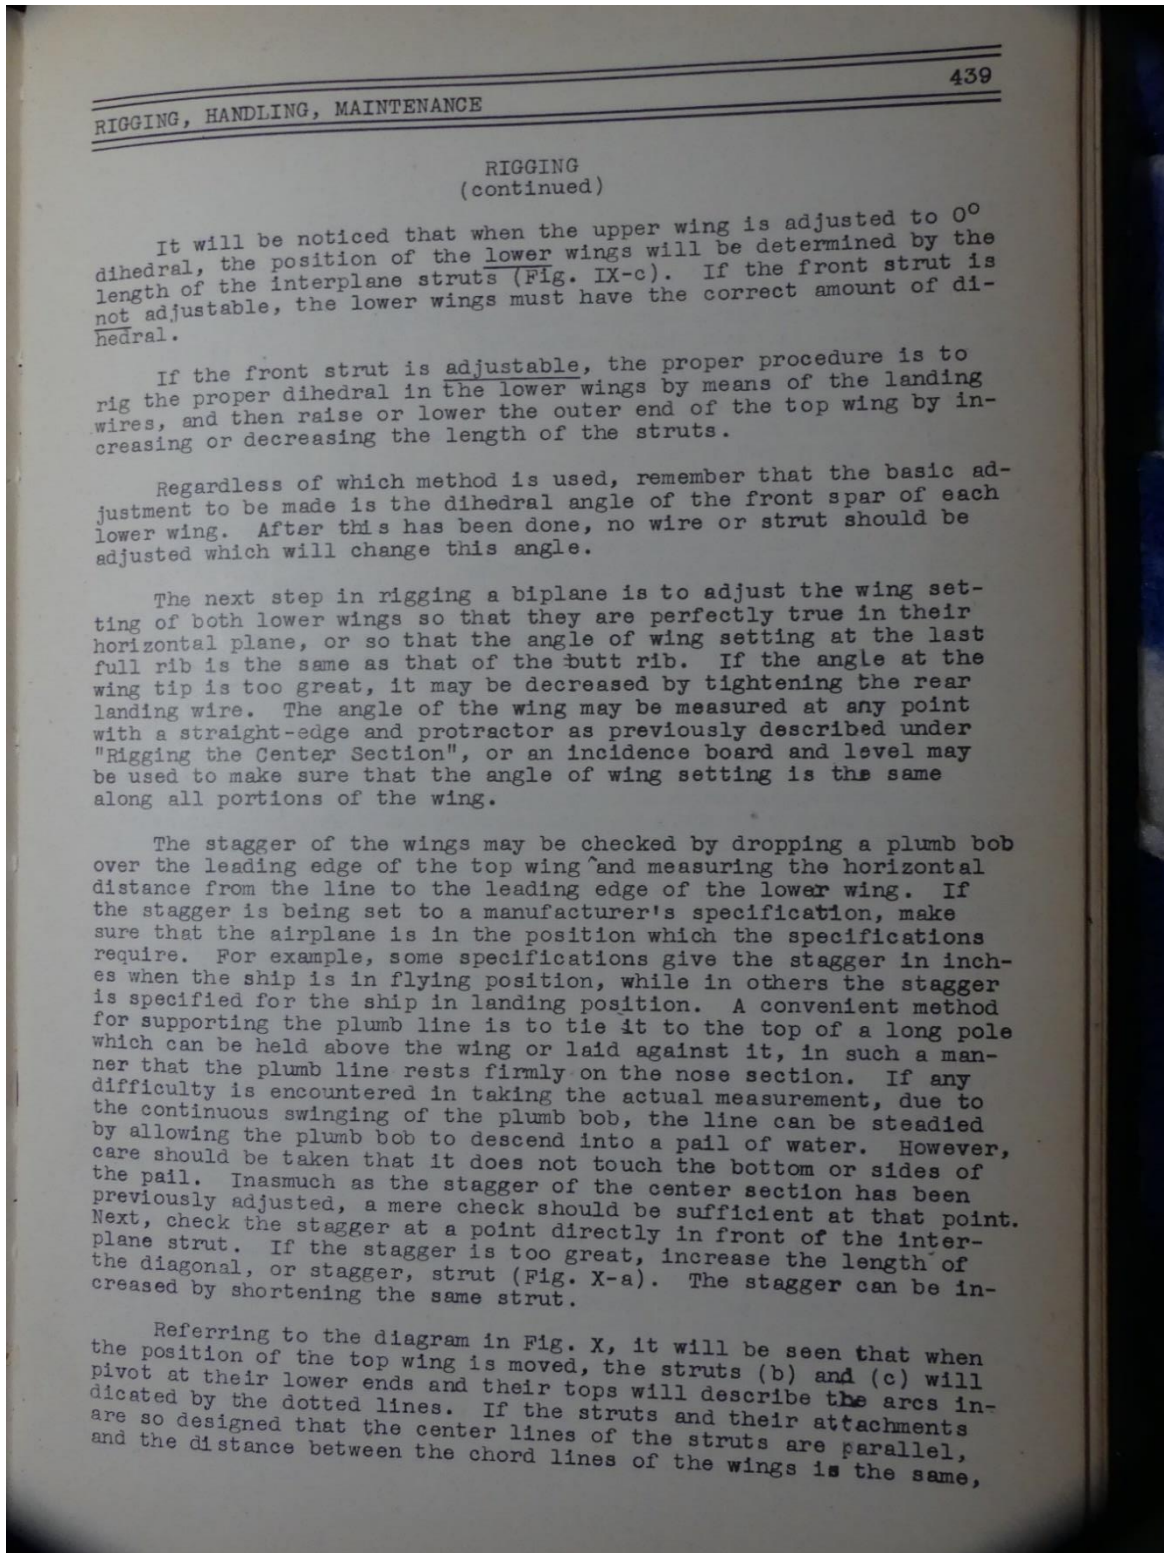 439
RIGGING, HANDLING, MAINTENANCE
RIGGING
(continued)
It will be noticed that when the upper wing is adjusted to 0°
dihedral, the position of the lower wings will be determined by the
length of the interplane struts (Fig. IX-c). If the front strut is
not adjustable, the lower wings must have the correct amount of di-
hedral.
If the front strut is adjustable, the proper procedure is to
rig the proper dihedral in the lower wings by means of the landing
wires, and then raise or lower the outer end of the top wing by in-
creasing or decreasing the length of the struts.
Regardless of which method is used, remember that the basic ad-
justment to be made is the dihedral angle of the front spar of each
lower wing. After this has been done, no wire or strut should be
adjusted which will change this angle.
The next step in rigging a biplane is to adjust the wing set-
ting of both lower wings so that they are perfectly true in their
horizontal plane, or so that the angle of wing setting at the last
full rib is the same as that of the butt rib. If the angle at the
wing tip is too great, it may be decreased by tightening the rear
landing wire. The angle of the wing may be measured at any point
with a straight-edge and protractor as previously described under
"Rigging the Center Section", or an incidence board and level may
be used to make sure that the angle of wing setting is the same
along all portions of the wing.
The stagger of the wings may be checked by dropping a plumb bob
over the leading edge of the top wing and measuring the horizontal
distance from the line to the leading edge of the lower wing. If
the stagger is being set to a manufacturer's specification, make
sure that the airplane is in the position which the specifications
require. For example, some specifications give the stagger in inch-
es when the ship is in flying position, while in others the stagger
is specified for the ship in landing position. A convenient method
for supporting the plumb line is to tie it to the top of a long pole
which can be held above the wing or laid against it, in such a man-
ner that the plumb line rests firmly on the nose section. If any
difficulty is encountered in taking the actual measurement, due to
the continuous swinging of the plumb bob, the line can be steadied
by allowing the plumb bob to descend into a pail of water. However,
care should be taken that it does not touch the bottom or sides of
the pail. Inasmuch as the stagger of the center section has been
previously adjusted, a mere check should be sufficient at that point.
Next, check the stagger at a point directly in front of the inter-
plane strut. If the stagger is too great, increase the length of
the diagonal, or stagger, strut (Fig. X-a). The stagger can be in-
creased by shortening the same strut.
Referring to the diagram in Fig. X, it will be seen that when
the position of the top wing is moved, the struts (b) and (c) will
pivot at their lower ends and their tops will describe the arcs in-
dicated by the dotted lines. If the struts and their attachments
are so designed that the center lines of the struts are parallel,
and the distance between the chord lines of the wings is the same,